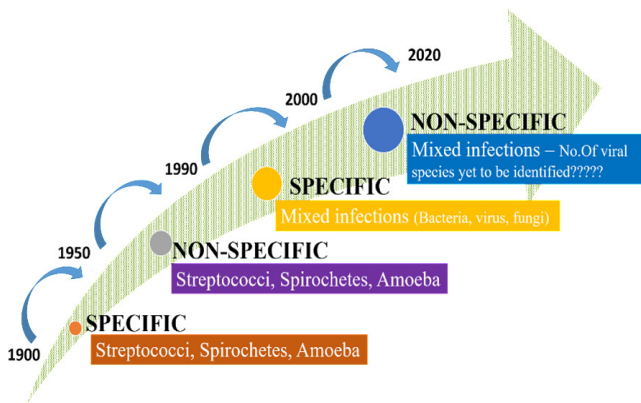 2020
2000
NON-SPECIFIC
Mixed infections – No.Of viral
species yet to be identified?????
1990
SPECIFIC
Mixed infections (Bacteria, virus, fungi)
1950
NON-SPECIFIC
Streptococci, Spirochetes, Amoeba
SPECIFIC
1900
Streptococci, Spirochetes, Amoeba